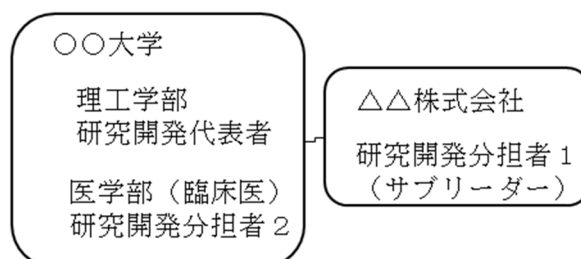 ○○大学
理工学部
研究開発代表者
医学部（臨床医）
研究開発分担者２
△△株式会社
研究開発分担者１
（サブリーダー）